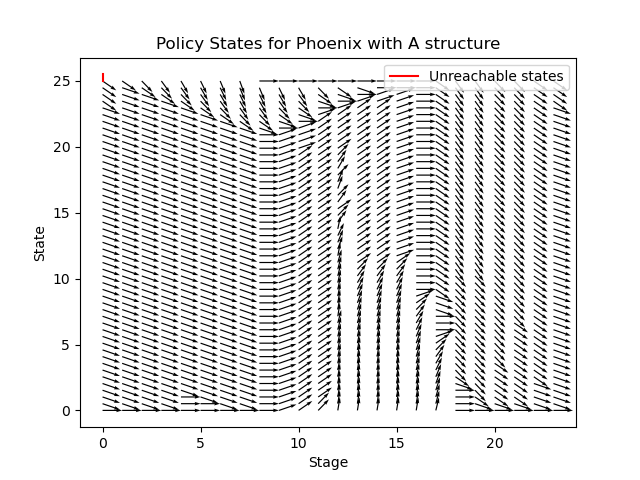 Policy States for Phoenix with A structure
Unreachable states
25
20
15
10
5
0
State
0 5 10 15 20
Stage